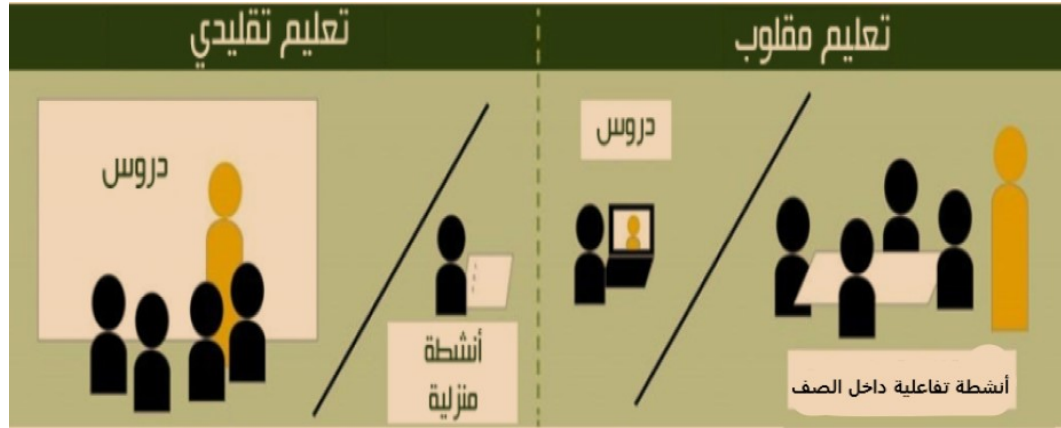 تعليم مقلوب
تعليم تقليدي
دروس
أنشطة تفاعلية داخل الصف
دروس
أنشطة
منزلية